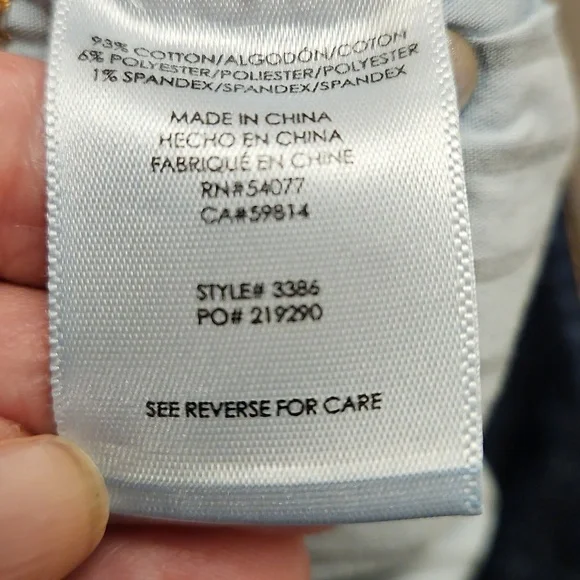 93% COTTON/ALGODÓN/COTON
6% POLYESTER/POLIESTER/POLYESTER
1% SPANDEX/SPANDEX/SPANDEX
MADE IN CHINA
HECHO EN CHINA
FABRIQUÉ EN CHINE
RN#54077
CA#59814
STYLE# 3386
PO# 219290
SEE REVERSE FOR CARE